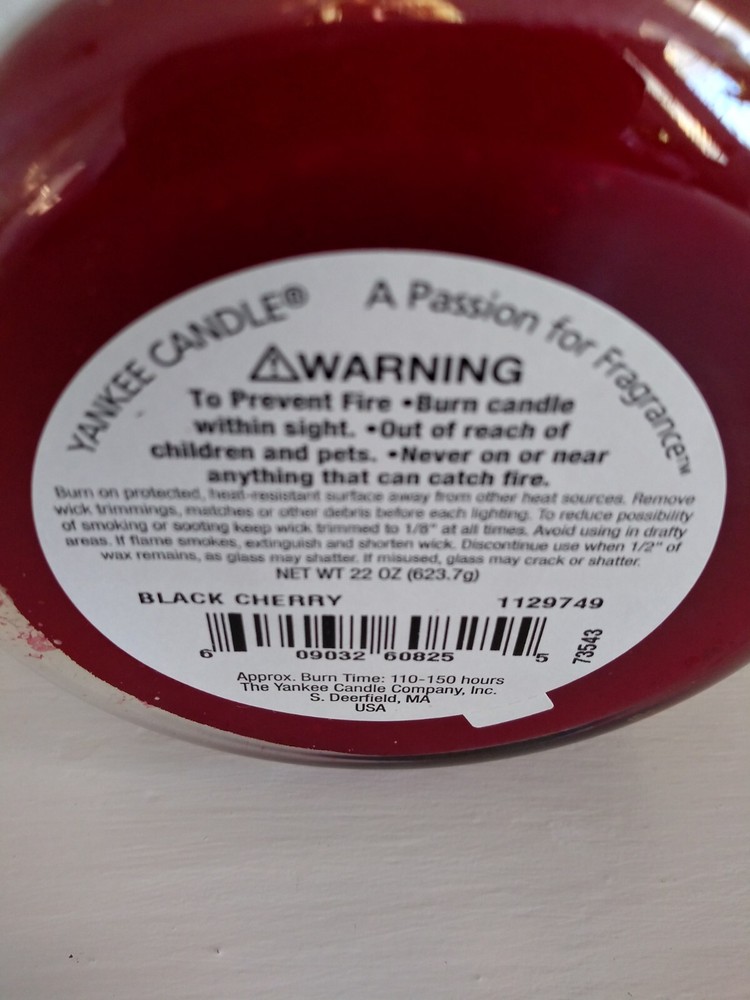 YANKEE CANDLE® A Passion for Fragrance™
⚠WARNING
To Prevent Fire •Burn candle
within sight. •Out of reach of
children and pets. •Never on or near
anything that can catch fire.
Burn on protected, heat-resistant surface away from other heat sources. Remove
wick trimmings, matches or other debris before each lighting. To reduce possibility
of smoking or sooting keep wick trimmed to 1/8" at all times. Avoid using in drafty
areas. If flame smokes, extinguish and shorten wick. Discontinue use when 1/2" of
wax remains, as glass may shatter. If misused, glass may crack or shatter.
NET WT 22 OZ (623.7g)
BLACK CHERRY 1129749
6 09032 60825 5
73543
Approx. Burn Time: 110-150 hours
The Yankee Candle Company, Inc.
S. Deerfield, MA
USA